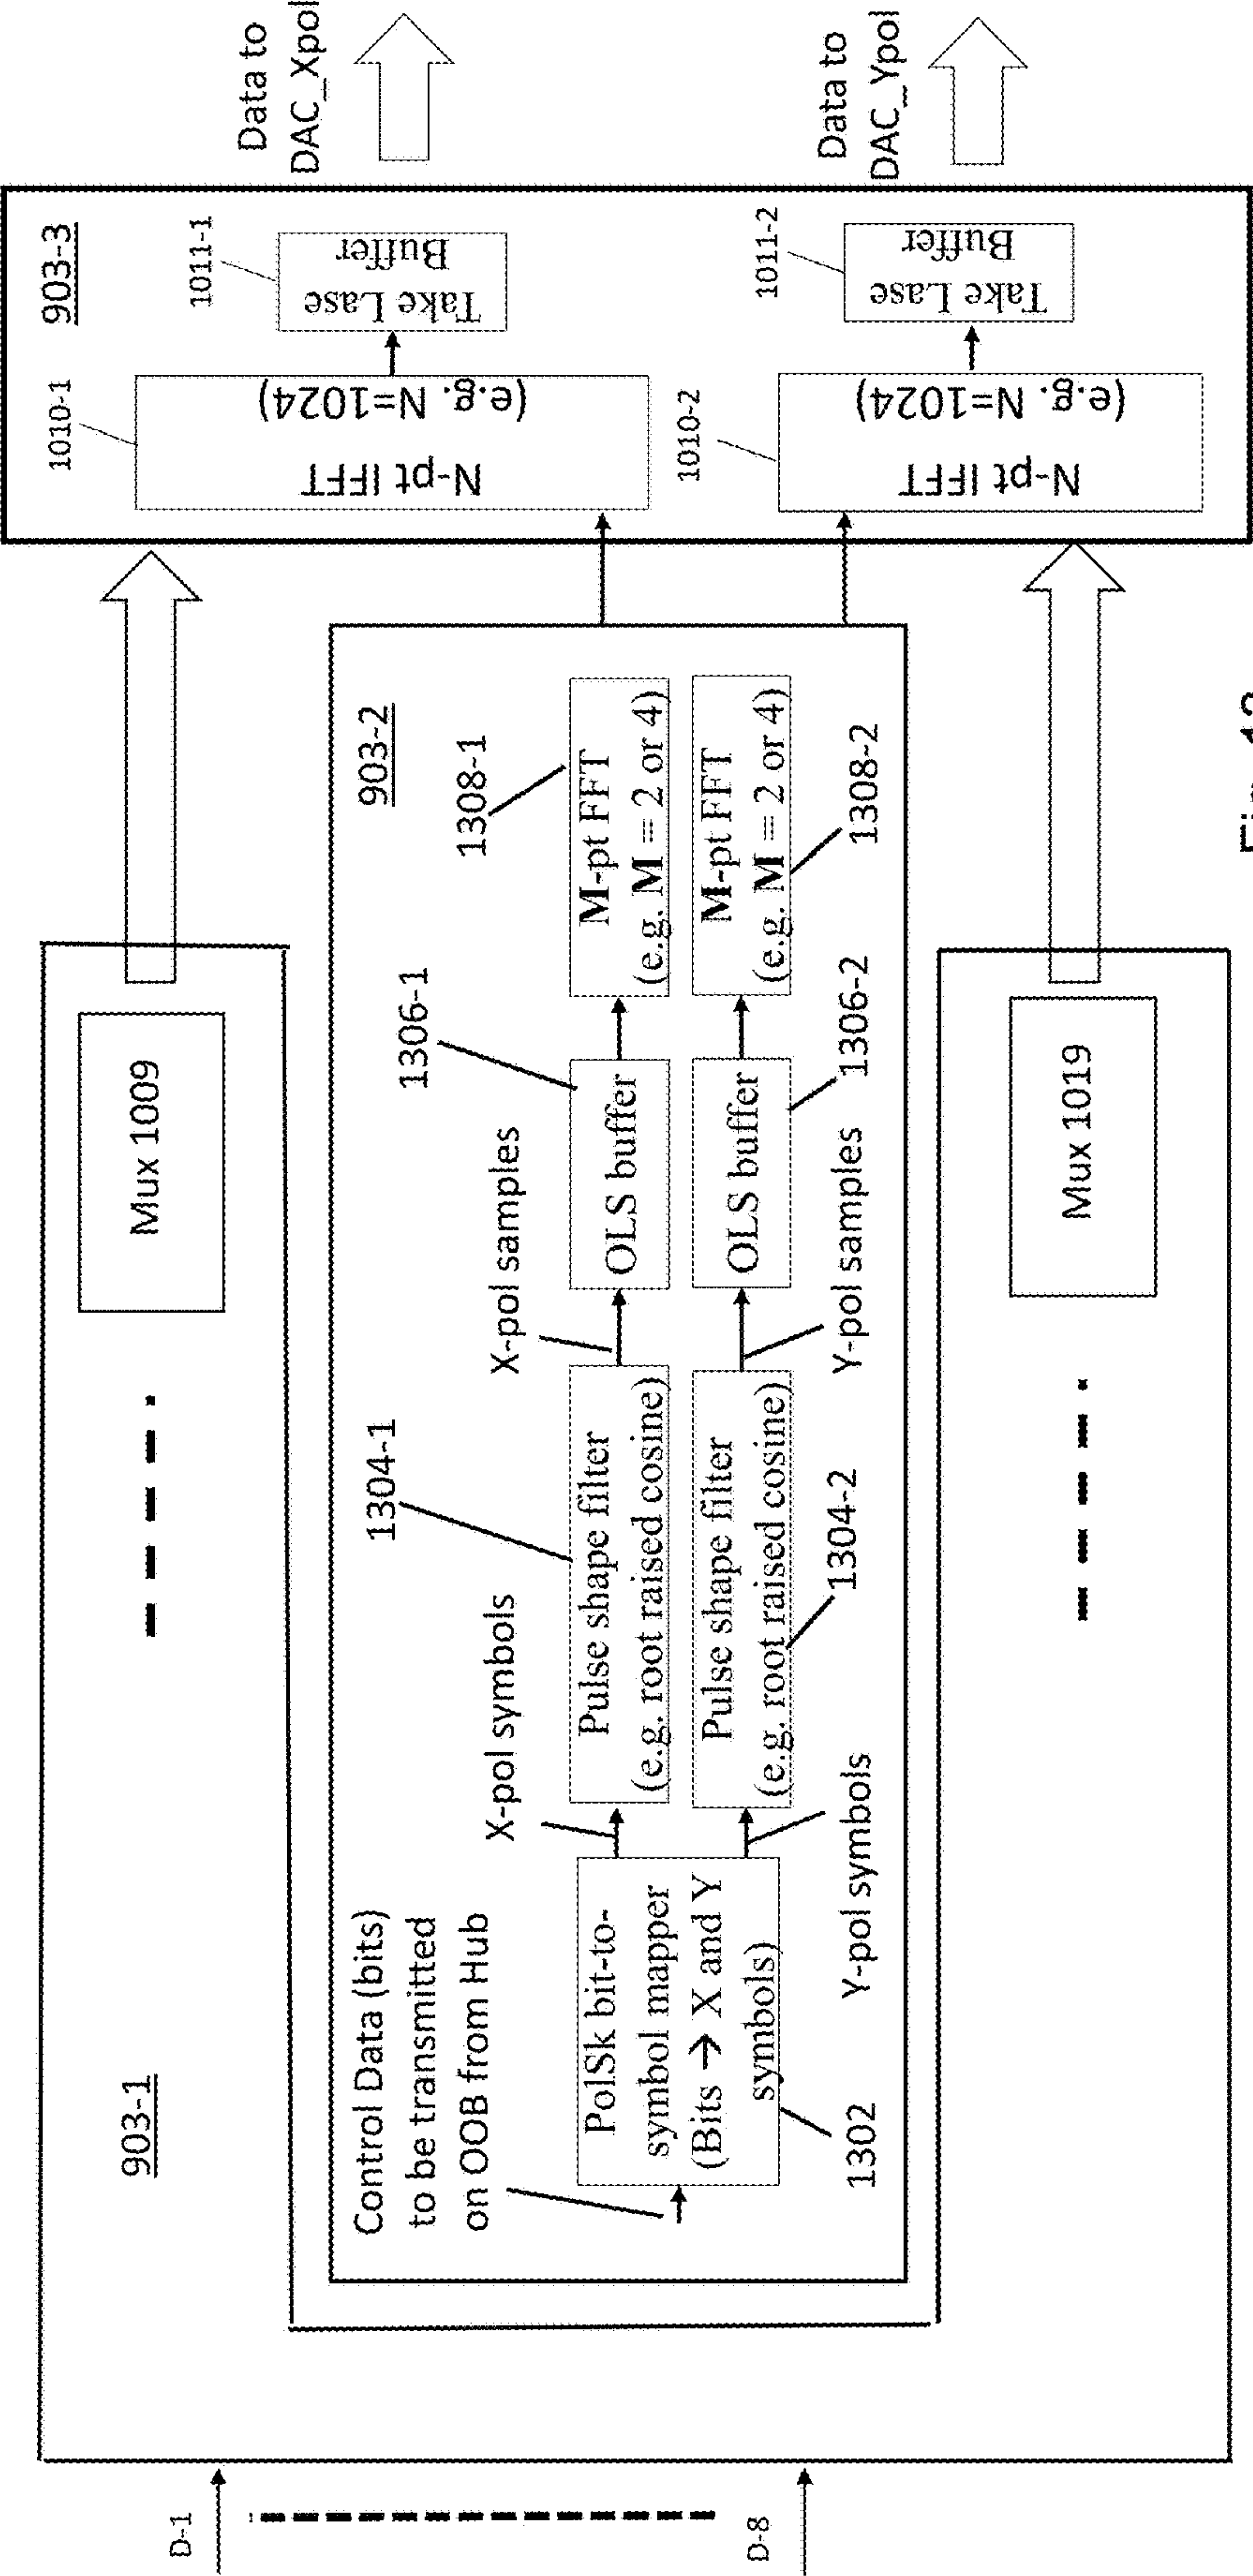 D-1
D-8
903-1
Mux 1009
Mux 1019
903-2
Control Data (bits)
to be transmitted
on OOB from Hub
PolSk bit-to-
symbol mapper
(Bits → X and Y
symbols)
1302
X-pol symbols
Y-pol symbols
1304-1
Pulse shape filter
(e.g. root raised cosine)
Pulse shape filter
(e.g. root raised cosine)
1304-2
X-pol samples
Y-pol samples
1306-1
OLS buffer
OLS buffer
1306-2
1308-1
M-pt FFT
(e.g. M = 2 or 4)
M-pt FFT
(e.g. M = 2 or 4)
1308-2
903-3
1010-1
N-pt IFFT
(e.g. N=1024)
1010-2
N-pt IFFT
(e.g. N=1024)
1011-1
Take Lase
Buffer
1011-2
Take Lase
Buffer
Data to
DAC_Xpol
Data to
DAC_Ypol